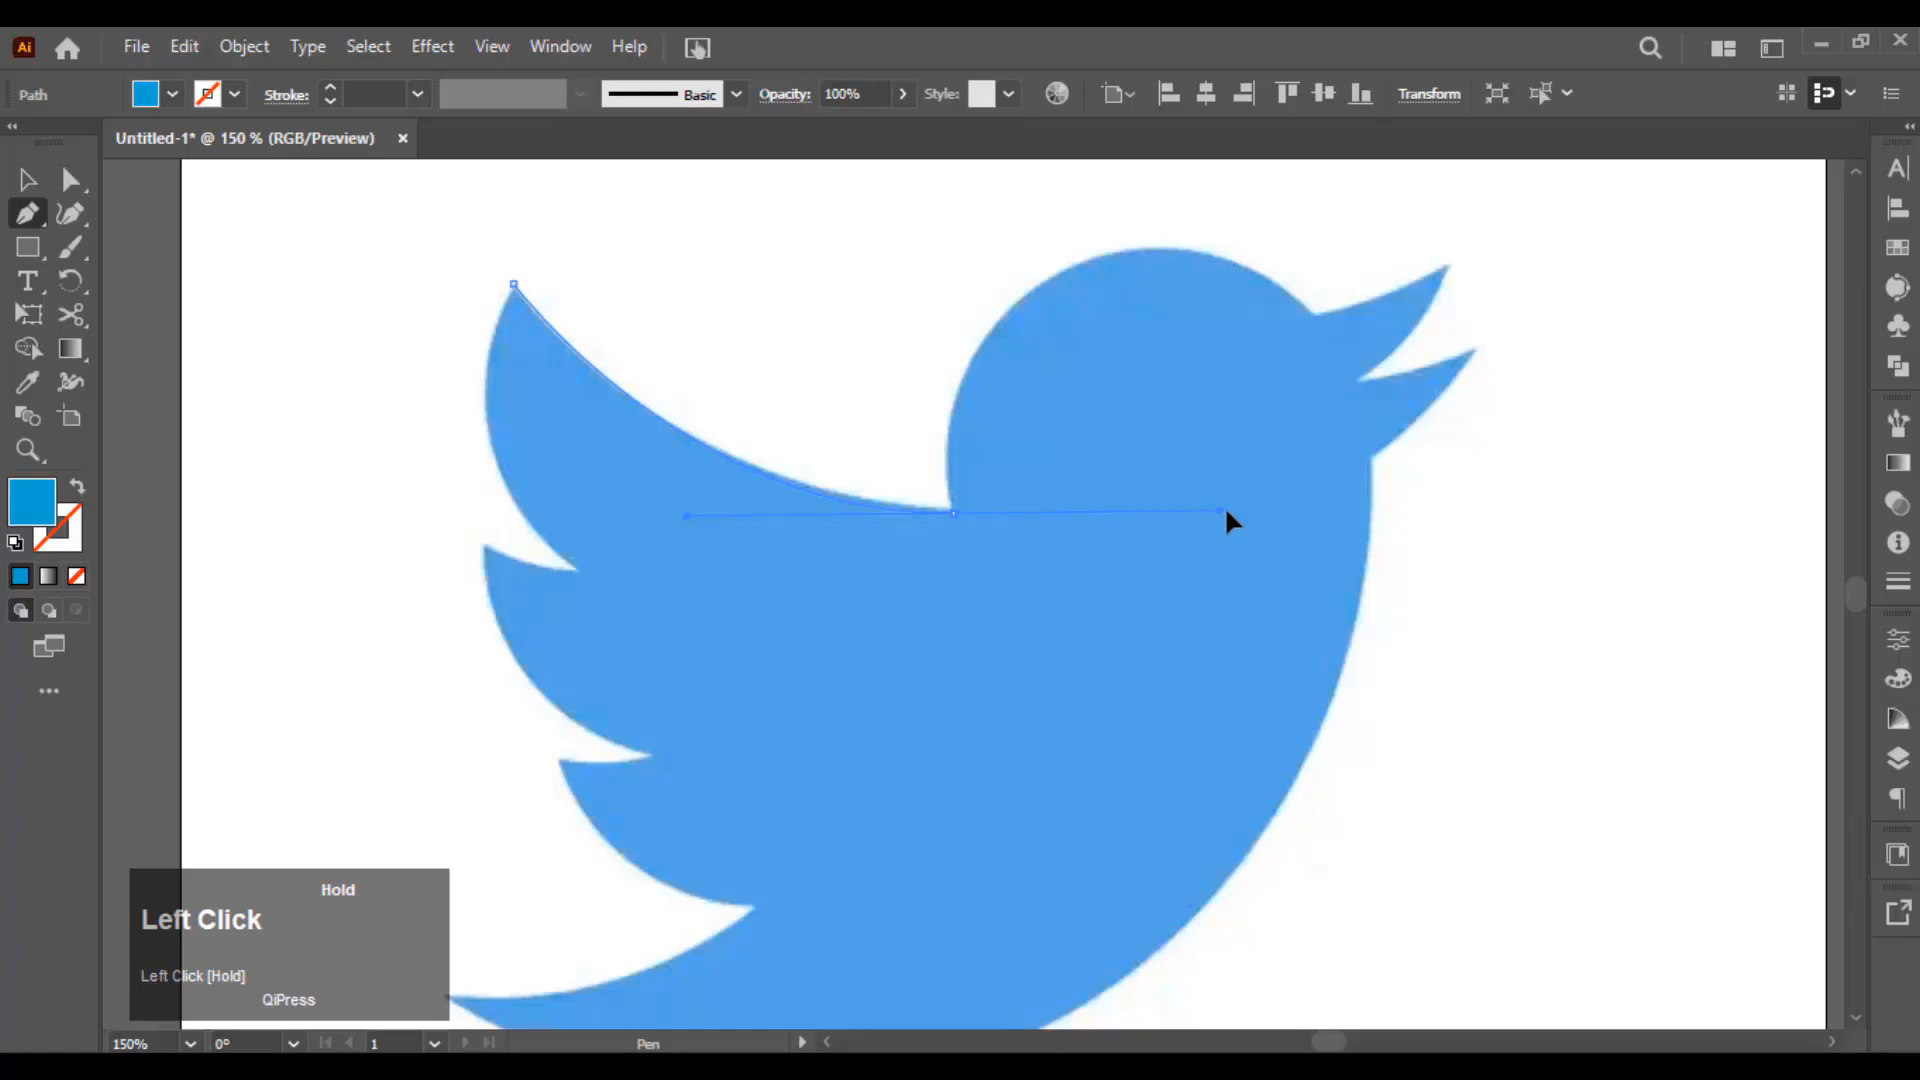 Ai File Edit Object Type Select Effect View Window Help
Path Stroke: Basic Opacity: 100% Style: Transform
Untitled-1* @ 150 % (RGB/Preview) ×
Hold
Left Click
Left Click [Hold]
QiPress
150% 0° 1 Pen